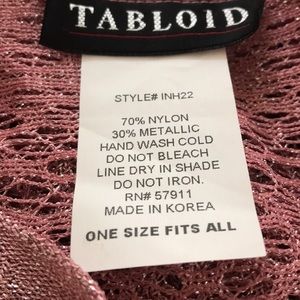 TABLOID
STYLE# INH22
70% NYLON
30% METALLIC
HAND WASH COLD
DO NOT BLEACH
LINE DRY IN SHADE
DO NOT IRON.
RN# 57911
MADE IN KOREA
ONE SIZE FITS ALL